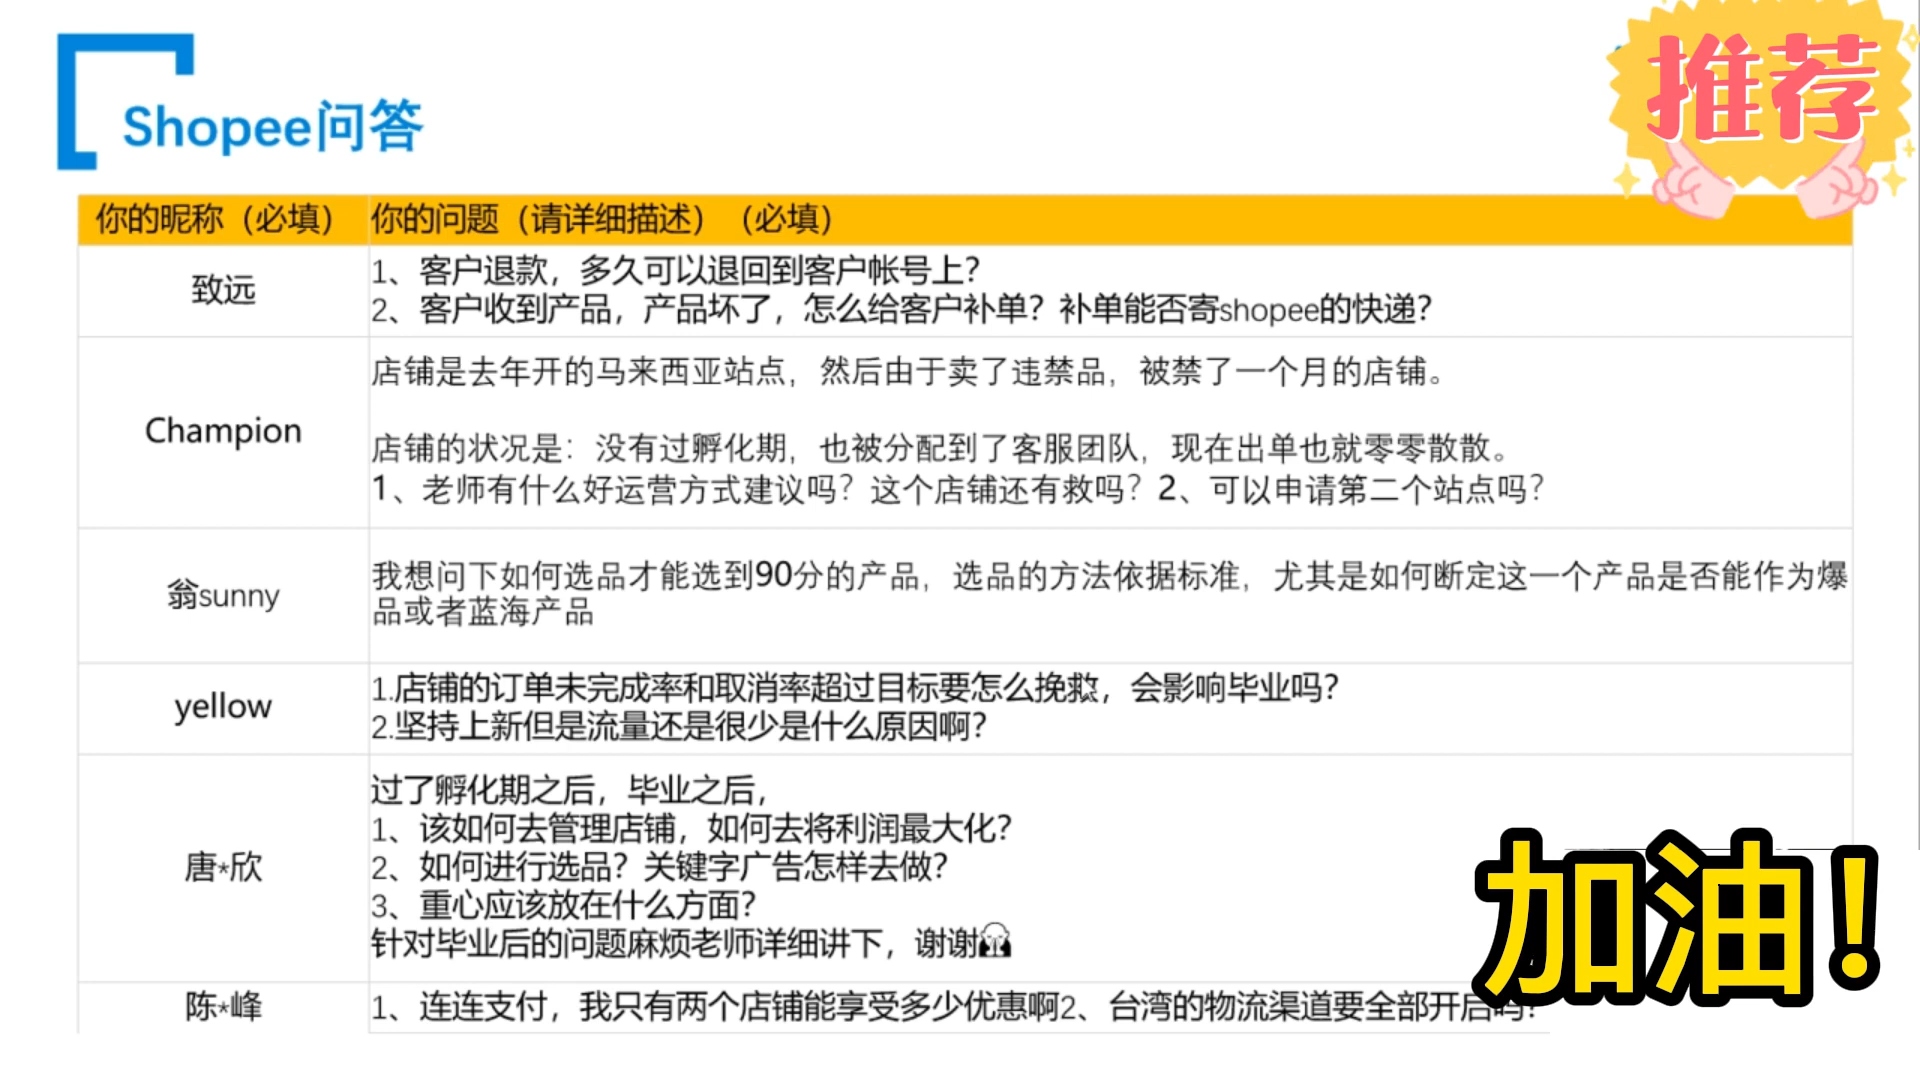 Shopee问答
推荐
你的昵称（必填） 你的问题（请详细描述）（必填）
致远
1、客户退款，多久可以退回到客户帐号上？
2、客户收到产品，产品坏了，怎么给客户补单？补单能否寄shopee的快递？
Champion
店铺是去年开的马来西亚站点，然后由于卖了违禁品，被禁了一个月的店铺。
店铺的状况是：没有过孵化期，也被分配到了客服团队，现在出单也就零零散散。
1、老师有什么好运营方式建议吗？这个店铺还有救吗？2、可以申请第二个站点吗？
翁sunny
我想问下如何选品才能选到90分的产品，选品的方法依据标准，尤其是如何断定这一个产品是否能作为爆
品或者蓝海产品
yellow
1.店铺的订单未完成率和取消率超过目标要怎么挽救，会影响毕业吗？
2.坚持上新但是流量还是很少是什么原因啊？
唐*欣
过了孵化期之后，毕业之后，
1、该如何去管理店铺，如何去将利润最大化？
2、如何进行选品？关键字广告怎样去做？
3、重心应该放在什么方面？
针对毕业后的问题麻烦老师详细讲下，谢谢
陈*峰
1、连连支付，我只有两个店铺能享受多少优惠啊2、台湾的物流渠道要全部开启吗？
加油！